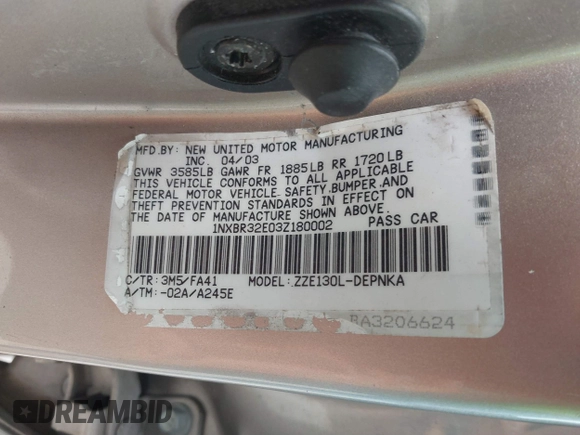 MFD.BY: NEW UNITED MOTOR MANUFACTURING
INC. 04/03
GVWR 3585LB GAWR FR 1885LB RR 1720LB
THIS VEHICLE CONFORMS TO ALL APPLICABLE
FEDERAL MOTOR VEHICLE SAFETY,BUMPER,AND
THEFT PREVENTION STANDARDS IN EFFECT ON
THE DATE OF MANUFACTURE SHOWN ABOVE.
1NXBR32E03Z180002 PASS CAR
C/TR:3M5/FA41 MODEL:ZZE130L-DEPNKA
A/TM:-02A/A245E
BA3206624
DREAMBID